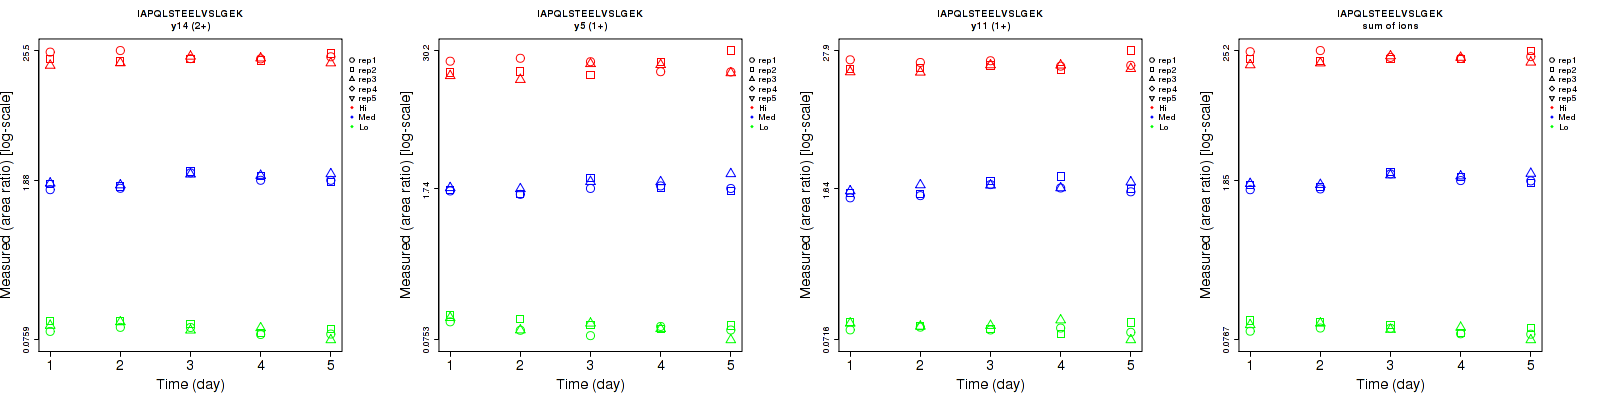 IAPQLSTEELVSLGEK
y14 (2+)
Measured (area ratio) [log-scale]
25.5
1.88
0.0759
1 2 3 4 5
Time (day)
rep1
rep2
rep3
rep4
rep5
Hi
Med
Lo
IAPQLSTEELVSLGEK
y5 (1+)
Measured (area ratio) [log-scale]
30.2
1.74
0.0753
1 2 3 4 5
Time (day)
rep1
rep2
rep3
rep4
rep5
Hi
Med
Lo
IAPQLSTEELVSLGEK
y11 (1+)
Measured (area ratio) [log-scale]
27.9
1.64
0.0716
1 2 3 4 5
Time (day)
rep1
rep2
rep3
rep4
rep5
Hi
Med
Lo
IAPQLSTEELVSLGEK
sum of ions
Measured (area ratio) [log-scale]
25.2
1.85
0.0767
1 2 3 4 5
Time (day)
rep1
rep2
rep3
rep4
rep5
Hi
Med
Lo